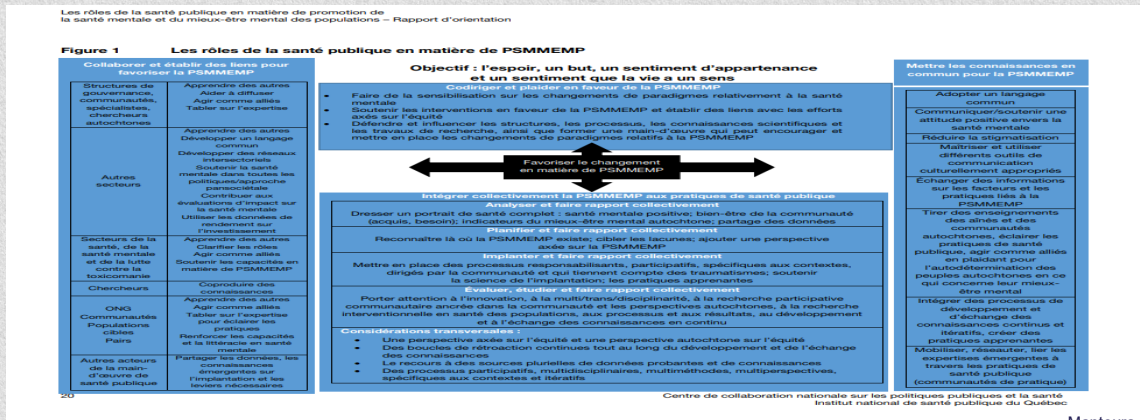 Les rôles de la santé publique en matière de promotion de
la santé mentale et du mieux-être mental des populations – Rapport d'orientation
Figure 1 Les rôles de la santé publique en matière de PSMMEMP
Collaborer et établir des liens pour
favoriser la PSMMEMP
Structures de
gouvernance,
communautés,
spécialistes,
chercheurs
autochtones
Apprendre des autres
Aider à diffuser
Agir comme alliés
Tabler sur l'expertise
Autres
secteurs
Apprendre des autres
Développer un langage
commun
Développer des réseaux
intersectoriels
Soutenir la santé
mentale dans toutes les
politiques/approche
pansociétale
Contribuer aux
évaluations d'impact sur
la santé mentale
Utiliser les données de
rendement sur
l'investissement
Secteurs de la
santé, de la
santé mentale
et de la lutte
contre la
toxicomanie
Apprendre des autres
Clarifier les rôles
Agir comme alliés
Soutenir les capacités en
matière de PSMMEMP
Chercheurs
Coproduire des
connaissances
ONG
Communautés
Populations
cibles
Pairs
Apprendre des autres
Agir comme alliés
Tabler sur l'expertise
pour éclairer les
pratiques
Renforcer les capacités
et la littéracie en santé
mentale
Autres acteurs
de la main-
d'œuvre de
santé publique
Partager les données, les
connaissances
émergentes sur
l'implantation et les
leviers nécessaires
Objectif : l'espoir, un but, un sentiment d'appartenance
et un sentiment que la vie a un sens
Codiriger et plaider en faveur de la PSMMEMP
• Faire de la sensibilisation sur les changements de paradigmes relativement à la santé
mentale
• Soutenir les interventions en faveur de la PSMMEMP et établir des liens avec les efforts
axés sur l'équité
• Défendre et influencer les structures, les processus, les connaissances scientifiques et
les travaux de recherche, ainsi que former une main-d'œuvre qui peut encourager et
mettre en place les changements de paradigmes relatifs à la PSMMEMP
Favoriser le changement
en matière de PSMMEMP
Intégrer collectivement la PSMMEMP aux pratiques de santé publique
Analyser et faire rapport collectivement
Dresser un portrait de santé complet : santé mentale positive; bien-être de la communauté
(acquis, besoin); indicateurs du mieux-être mental autochtone; partage des données
Planifier et faire rapport collectivement
Reconnaître là où la PSMMEMP existe; cibler les lacunes; ajouter une perspective
axée sur la PSMMEMP
Implanter et faire rapport collectivement
Mettre en place des processus responsabilisants, participatifs, spécifiques aux contextes,
dirigés par la communauté et qui tiennent compte des traumatismes; soutenir
la science de l'implantation; les pratiques apprenantes
Évaluer, étudier et faire rapport collectivement
Porter attention à l'innovation, à la multi/trans/disciplinarité, à la recherche participative
communautaire ancrée dans la communauté et les perspectives autochtones, à la recherche
interventionnelle en santé des populations, aux processus et aux résultats, au développement
et à l'échange des connaissances en continu
Considérations transversales :
• Une perspective axée sur l'équité et une perspective autochtone sur l'équité
• Des boucles de rétroaction continues tout au long du développement et de l'échange
des connaissances
• Le recours à des sources plurielles de données probantes et de connaissances
• Des processus participatifs, multidisciplinaires, multiméthodes, multiperspectives,
spécifiques aux contextes et itératifs
Mettre les connaissances en
commun pour la PSMMEMP
Adopter un langage
commun
Communiquer/soutenir une
attitude positive envers la
santé mentale
Réduire la stigmatisation
Maîtriser et utiliser
différents outils de
communication
culturellement appropriés
Échanger des informations
sur les facteurs et les
pratiques liés à la
PSMMEMP
Tirer des enseignements
des aînés et des
communautés
autochtones, éclairer les
pratiques de santé
publique, agir comme alliés
en plaidant pour
l'autodétermination des
peuples autochtones en ce
qui concerne leur mieux-
être mental
Intégrer des processus de
développement et
d'échange des
connaissances continus et
itératifs, créer des
pratiques apprenantes
Mobiliser, réseauter, lier les
expertises émergentes à
travers les pratiques de
santé publique
(communautés de pratique)
20
Centre de collaboration nationale sur les politiques publiques et la santé
Institut national de santé publique du Québec